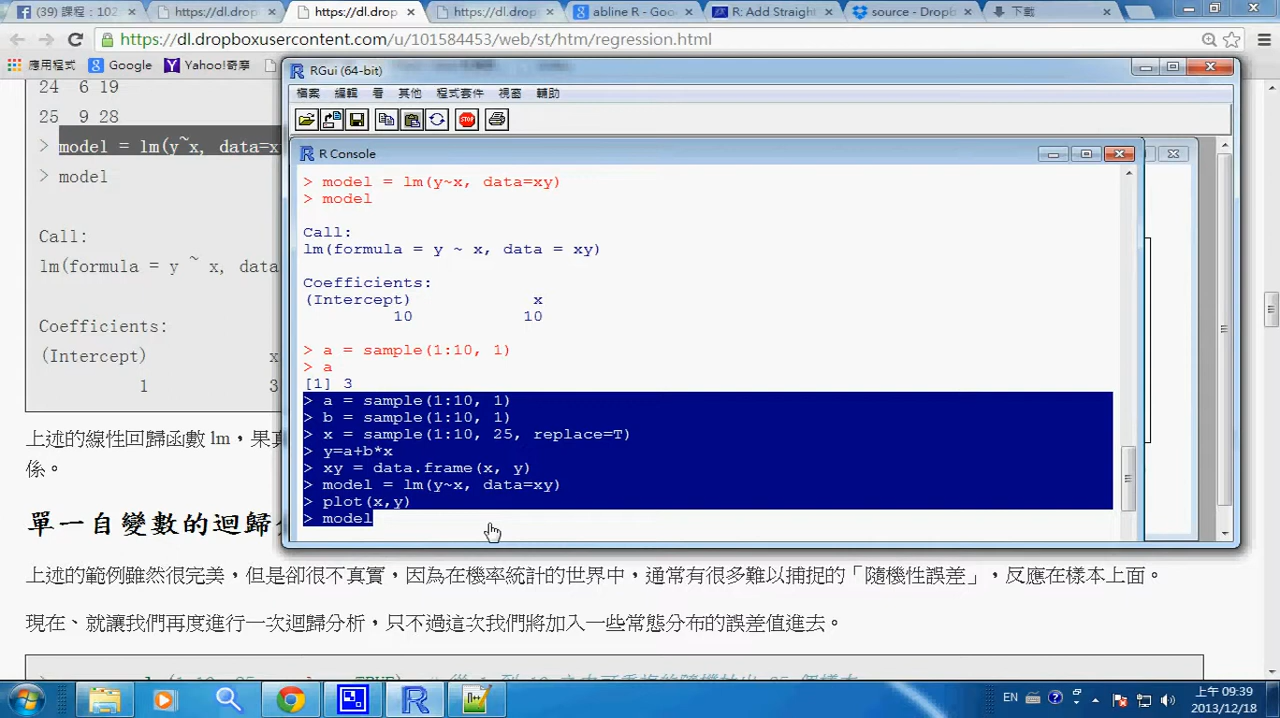 (39) 課程：102
https://dl.drop
https://dl.drop
https://dl.drop
abline R - Goo
R: Add Straigh
source - Dropb
下載
https://dl.dropboxusercontent.com/u/101584453/web/st/htm/regression.html
應用程式
Google
Yahoo!奇摩
24  6 19
25  9 28
> model = lm(y~x, data=x
> model
Call:
lm(formula = y ~ x, data
Coefficients:
(Intercept)            x
1            3
上述的線性回歸函數 lm，果真
係。
單一自變數的迴歸
RGui (64-bit)
檔案 編輯 看 其他 程式套件 視窗 輔助
STOP
R Console
> model = lm(y~x, data=xy)
> model
Call:
lm(formula = y ~ x, data = xy)
Coefficients:
(Intercept)            x
10           10
> a = sample(1:10, 1)
> a
[1] 3
> a = sample(1:10, 1)
> b = sample(1:10, 1)
> x = sample(1:10, 25, replace=T)
> y=a+b*x
> xy = data.frame(x, y)
> model = lm(y~x, data=xy)
> plot(x,y)
> model
上述的範例雖然很完美，但是卻很不真實，因為在機率統計的世界中，通常有很多難以捕捉的「隨機性誤差」，反應在樣本上面。
現在、就讓我們再度進行一次迴歸分析，只不過這次我們將加入一些常態分布的誤差值進去。
EN
上午 09:39
2013/12/18